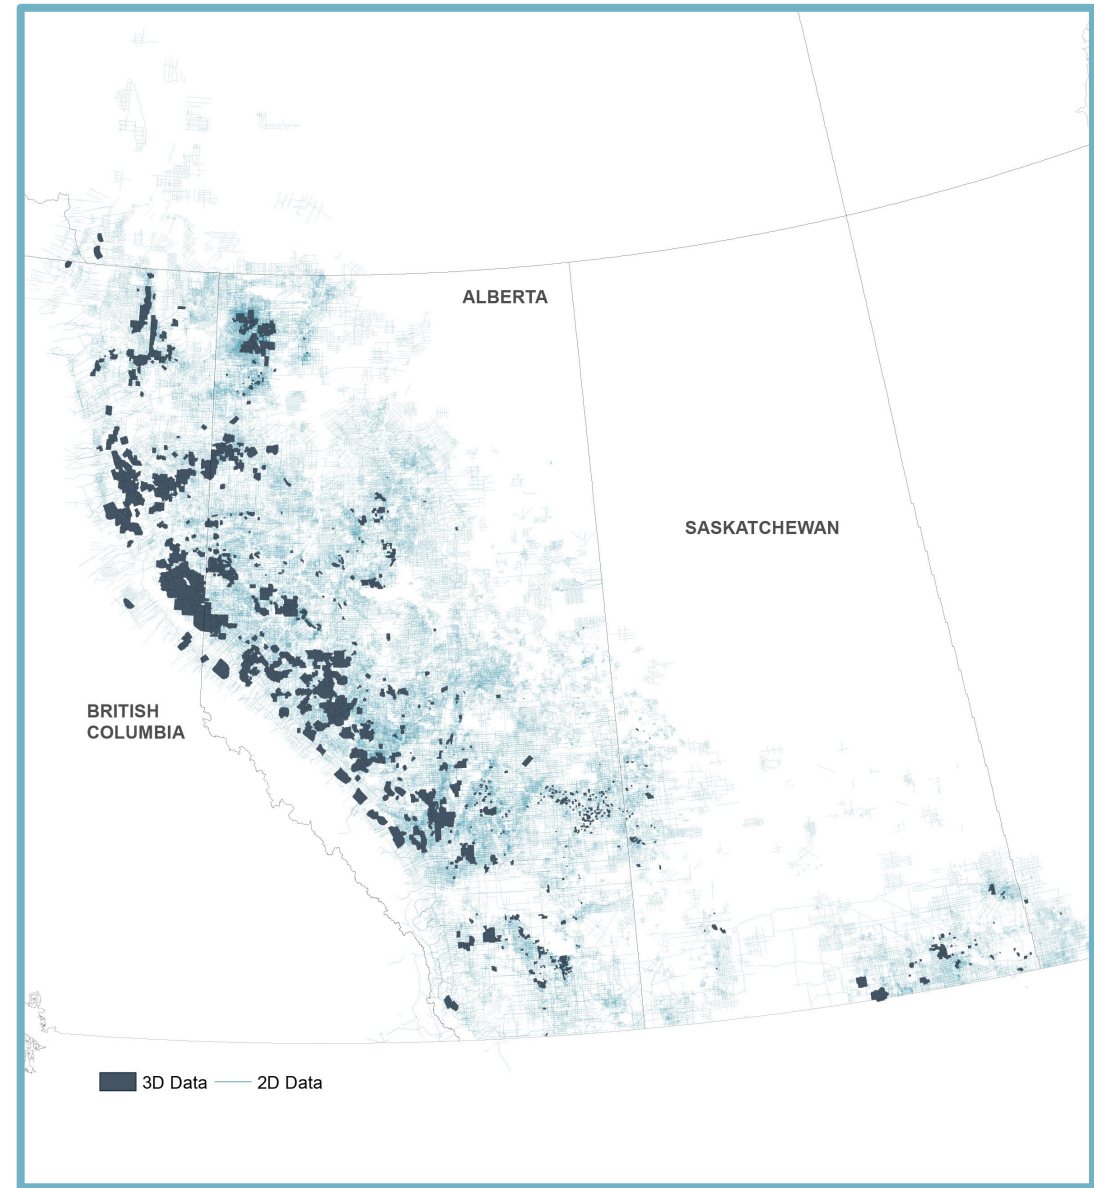 ALBERTA
SASKATCHEWAN
BRITISH
COLUMBIA
3D Data
2D Data